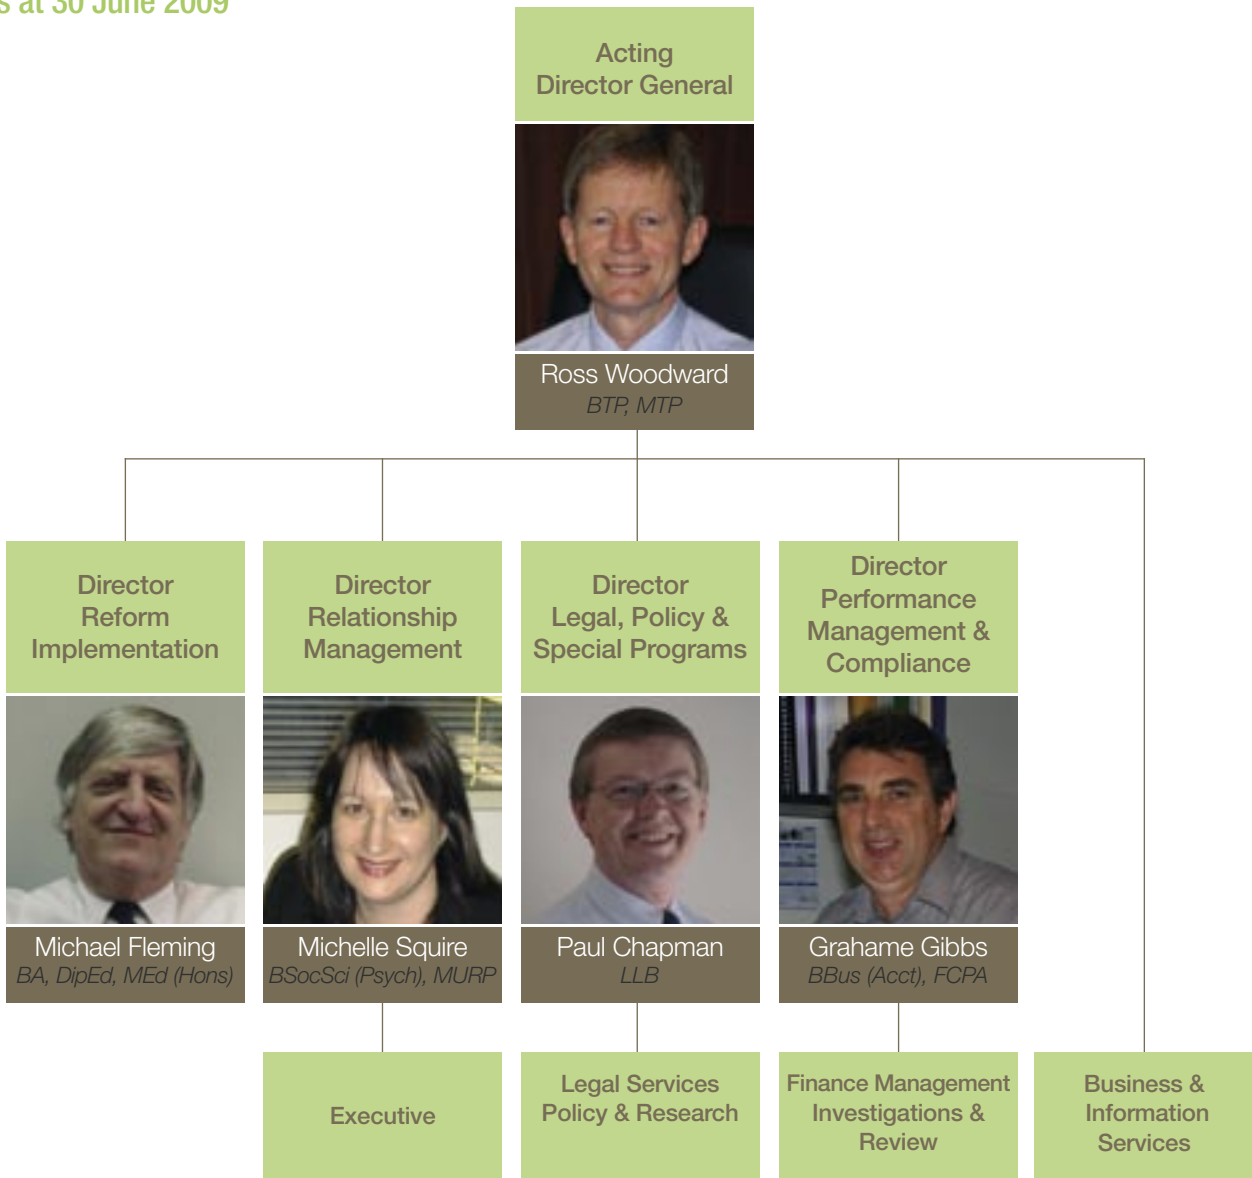 s at 30 June 2009
Acting
Director General
Ross Woodward
BTP, MTP
Director
Reform
Implementation
Michael Fleming
BA, DipEd, MEd (Hons)
Director
Relationship
Management
Michelle Squire
BSocSci (Psych), MURP
Director
Legal, Policy &
Special Programs
Paul Chapman
LLB
Director
Performance
Management &
Compliance
Grahame Gibbs
BBus (Acct), FCPA
Executive
Legal Services
Policy & Research
Finance Management
Investigations &
Review
Business &
Information
Services